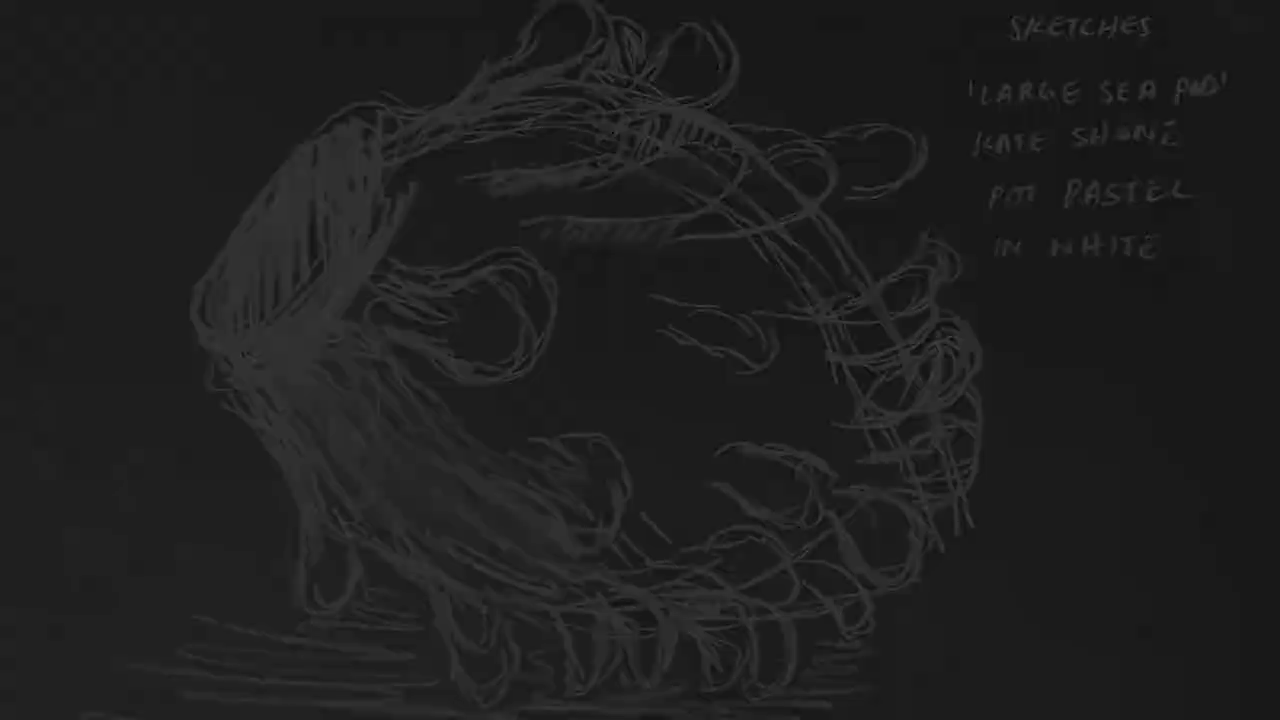 SKETCHES
'LARGE SEA POD'
KATE SHONE
PITT PASTEL
IN WHITE